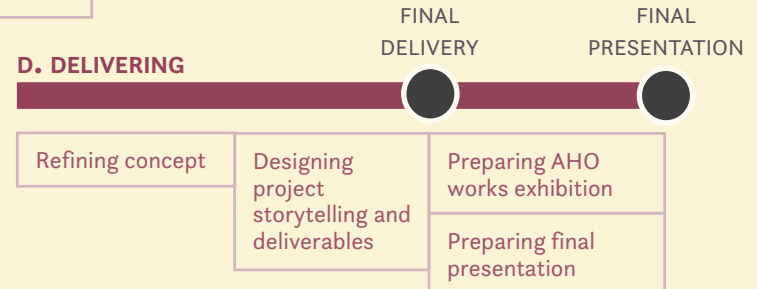 FINAL
DELIVERY
FINAL
PRESENTATION
D. DELIVERING
Refining concept
Designing
project
storytelling and
deliverables
Preparing AHO
works exhibition
Preparing final
presentation